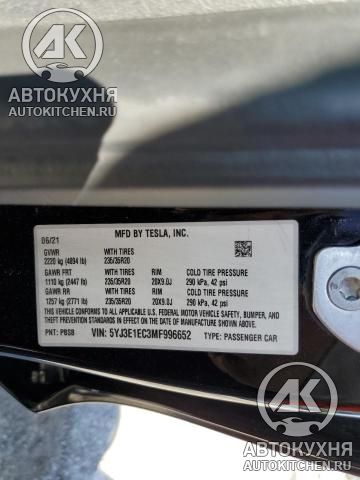 АК
АВТОКУХНЯ
AUTOKITCHEN.RU
MFD BY TESLA, INC.
06/21
GVWR WITH TIRES
2220 kg (4894 lb) 235/35R20
GAWR FRT WITH TIRES RIM COLD TIRE PRESSURE
1110 kg (2447 lb) 235/35R20 20X9.0J 290 kPa, 42 psi
GAWR RR WITH TIRES RIM COLD TIRE PRESSURE
1257 kg (2771 lb) 235/35R20 20X9.0J 290 kPa, 42 psi
THIS VEHICLE CONFORMS TO ALL APPLICABLE
U.S. FEDERAL MOTOR VEHICLE SAFETY, BUMPER, AND
THEFT PREVENTION STANDARDS IN EFFECT ON THE DATE
OF MANUFACTURE SHOWN ABOVE.
PNT: PBSB VIN: 5YJ3E1EC3MF996652 TYPE: PASSENGER CAR
АК
АВТОКУХНЯ
AUTOKITCHEN.RU